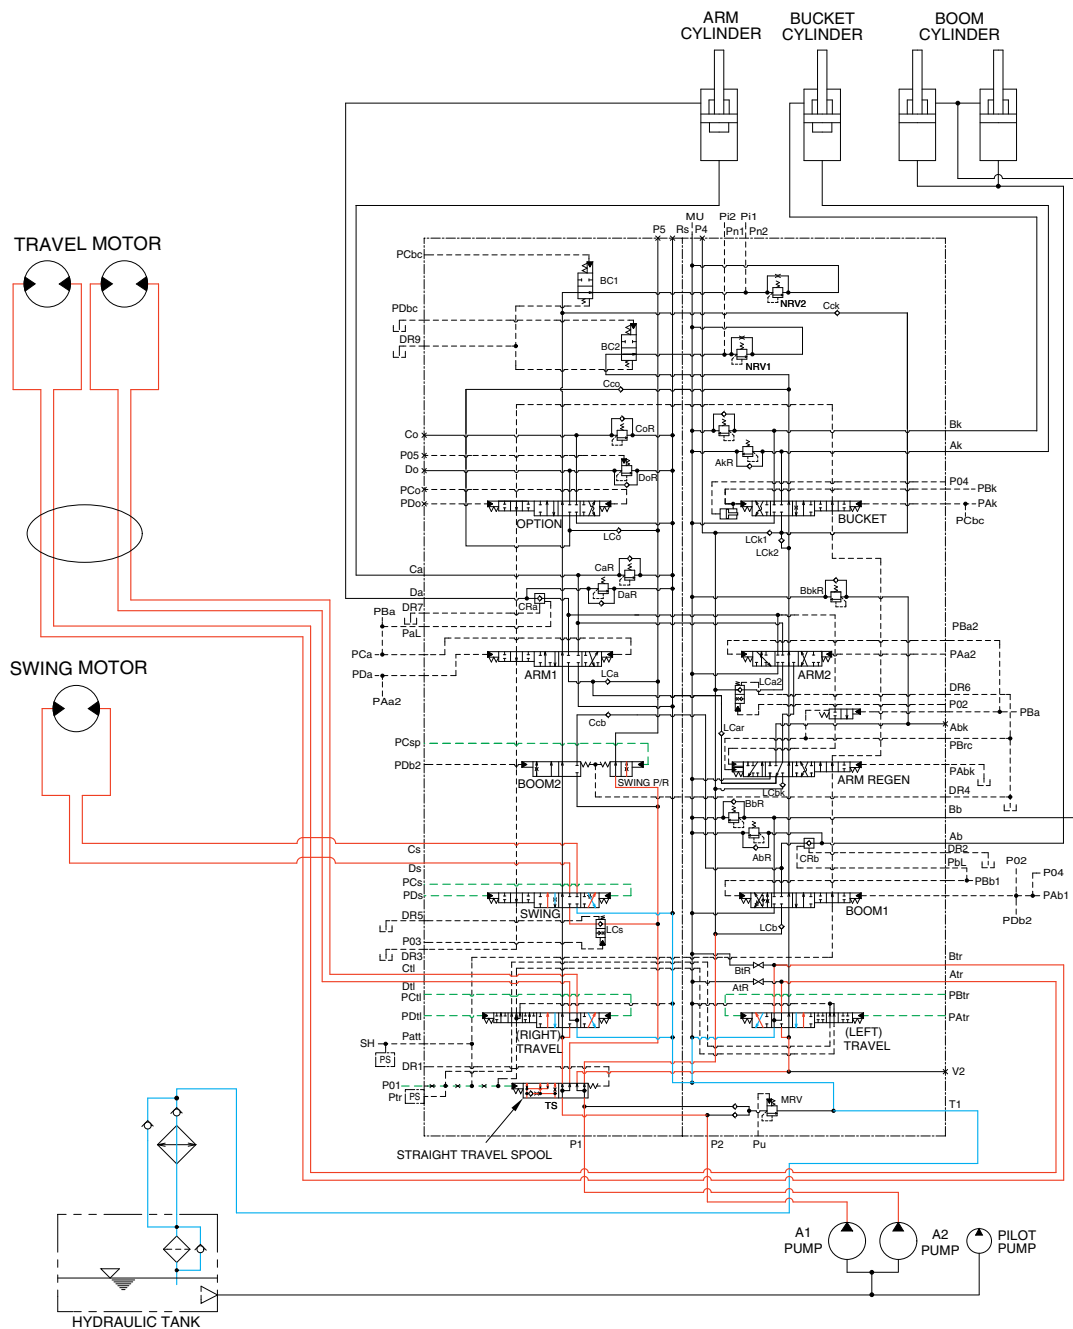 ARM
CYLINDER
BUCKET
CYLINDER
BOOM
CYLINDER
TRAVEL MOTOR
SWING MOTOR
P5
Rs
MU
P4
Pi2
Pn1
Pi1
Pn2
PCbc
BC1
NRV2
Cck
PDbc
DR9
BC2
NRV1
Cco
Co
CoR
Bk
P05
Do
DoR
AkR
Ak
PCo
PDo
OPTION
P04
PBk
PAk
PCbc
BUCKET
LCo
LCk1
LCk2
Ca
CaR
Da
DaR
BbkR
PBa
DR7
CRa
PaL
PBa2
PCa
PAa2
PDa
PAa2
ARM1
LCa
LCa2
ARM2
DR6
P02
PBa
Ccb
LCar
Abk
PCsp
PBrc
PDb2
BOOM2
SWING P/R
LCbk
ARM REGEN
PAbk
DR4
BbR
Bb
AbR
CRb
Ab
DR2
PbL
P02
P04
Cs
Ds
PCs
PDs
SWING
PBb1
PAb1
BOOM1
PDb2
DR5
P03
DR3
LCs
LCb
Ctl
Dtl
PCtl
PDtl
BtR
Btr
AtR
Atr
PBtr
PAtr
(RIGHT)
TRAVEL
(LEFT)
TRAVEL
Patt
SH
PS
DR1
P01
Ptr
PS
TS
V2
MRV
T1
STRAIGHT TRAVEL SPOOL
P1
P2
Pu
A1
PUMP
A2
PUMP
PILOT
PUMP
HYDRAULIC TANK